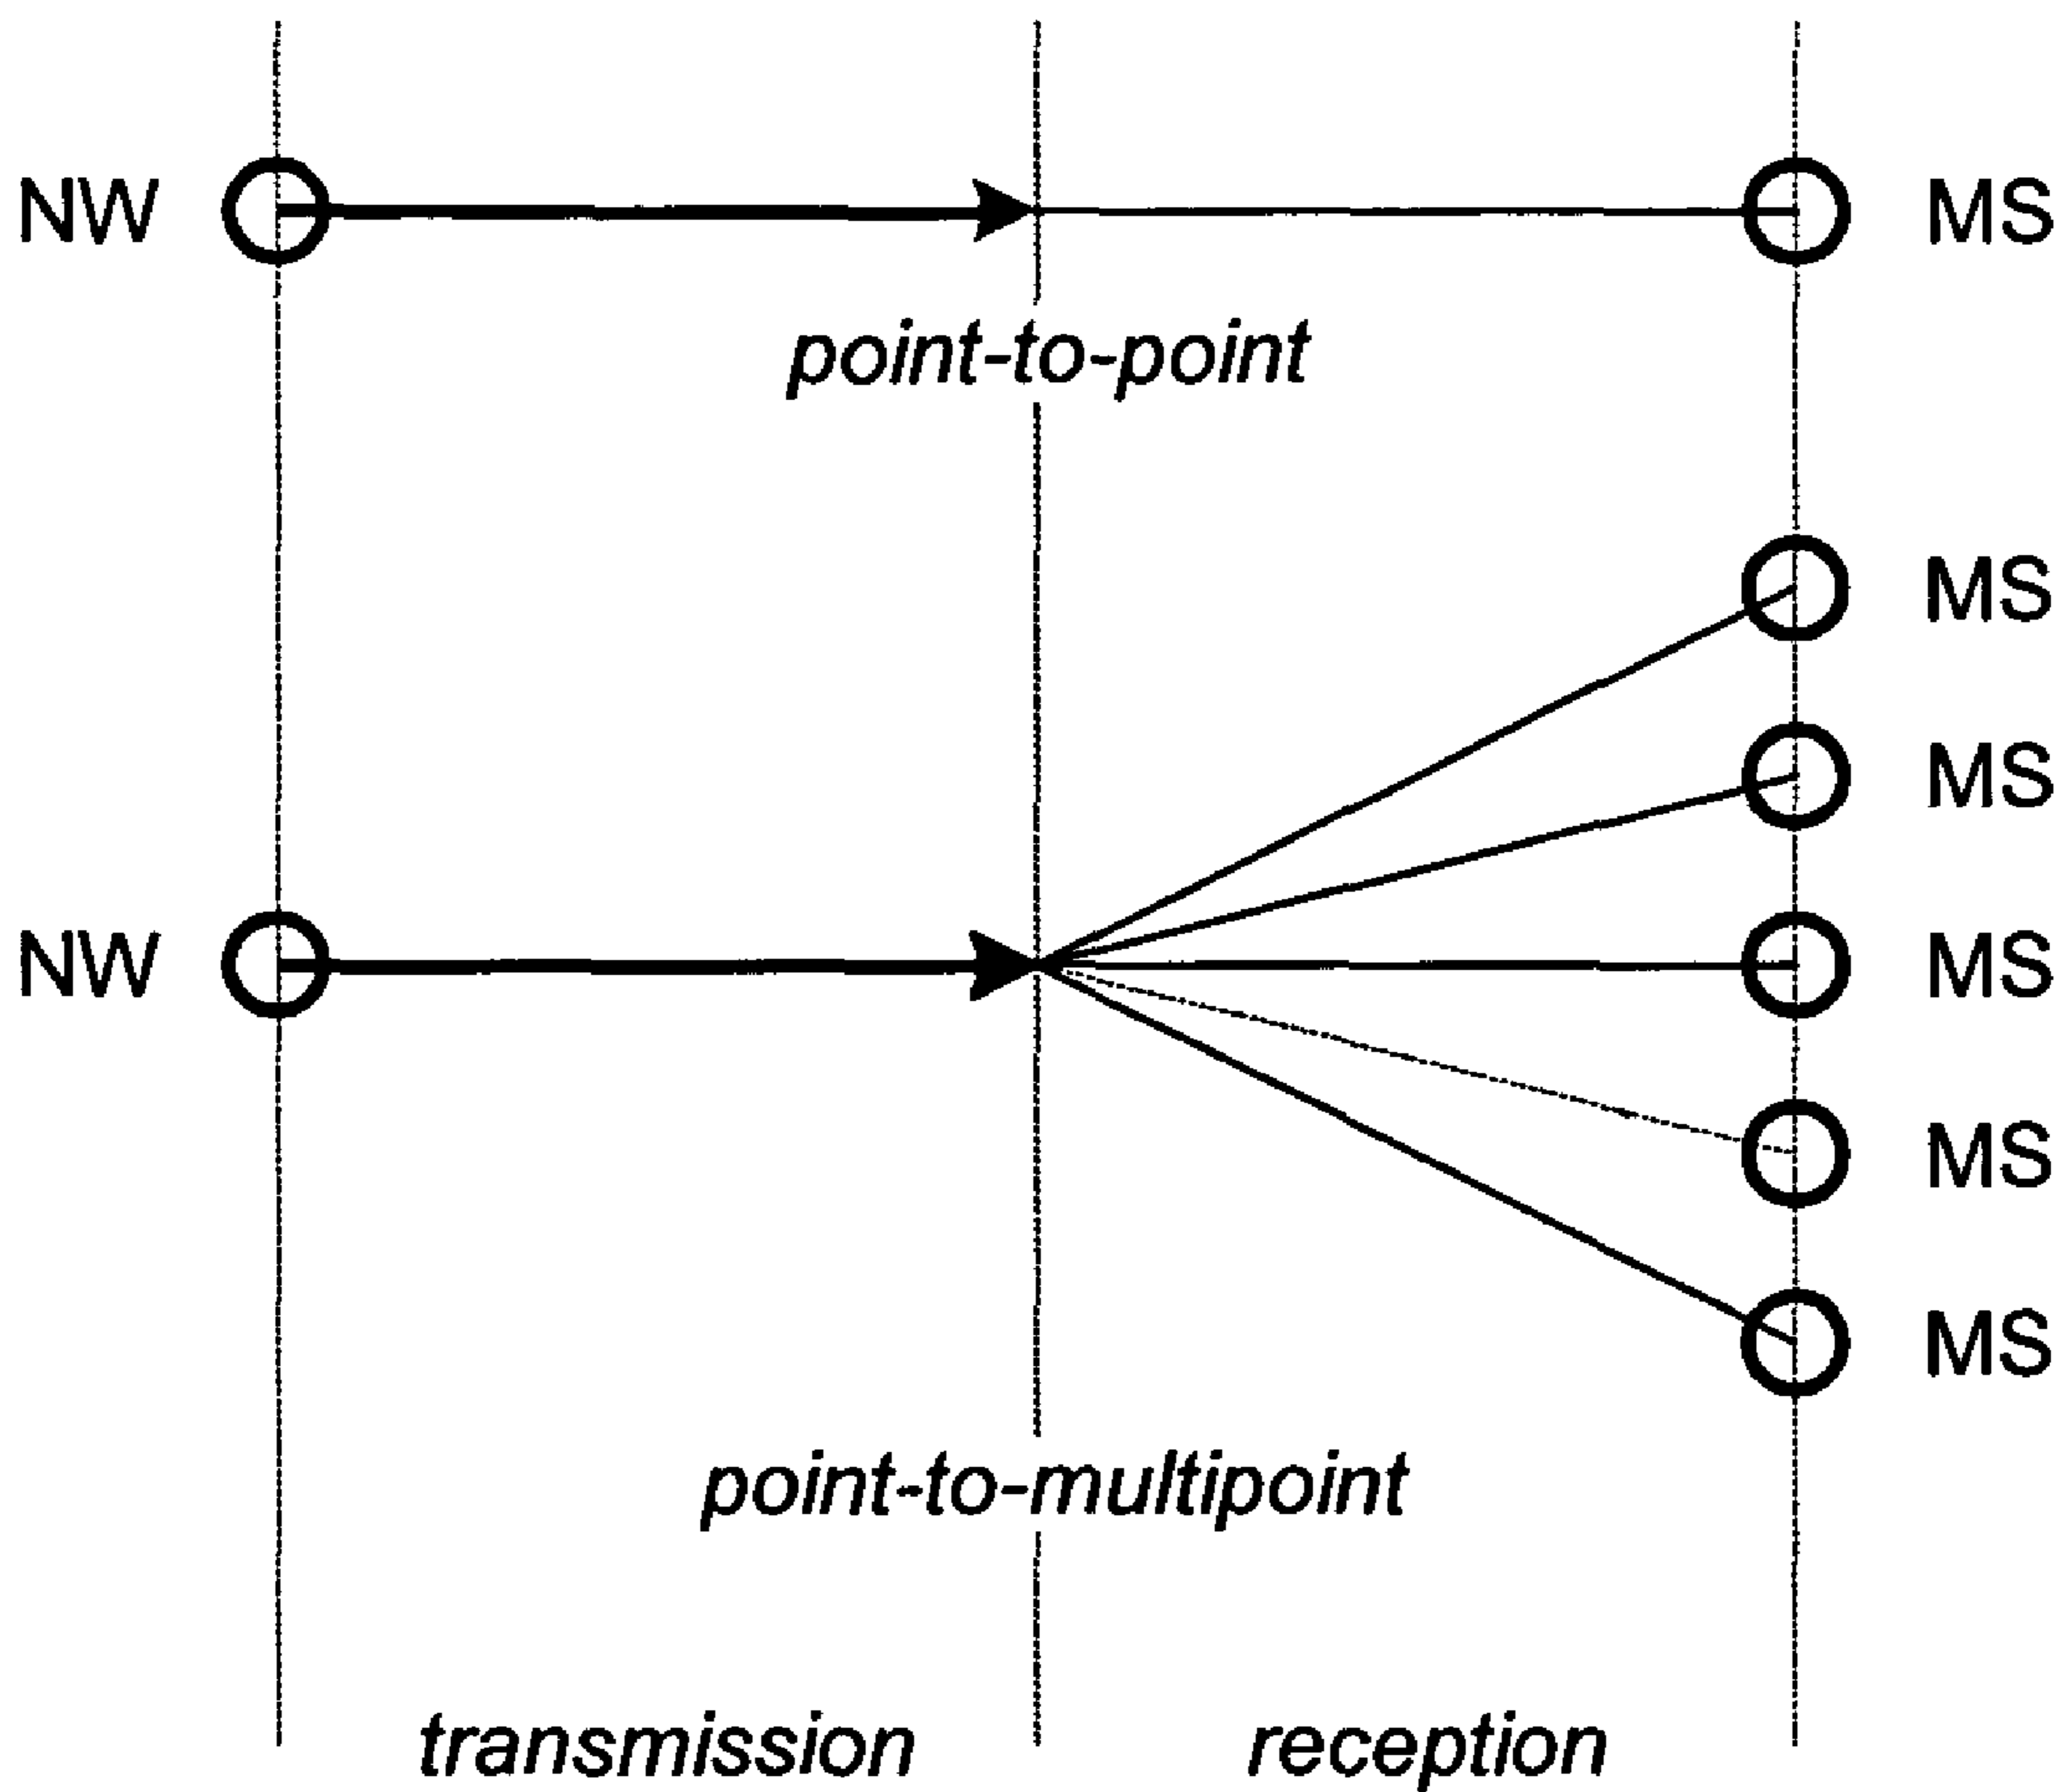 NW MS
point-to-point
MS
MS
NW MS
MS
MS
point-to-multipoint
transmission reception